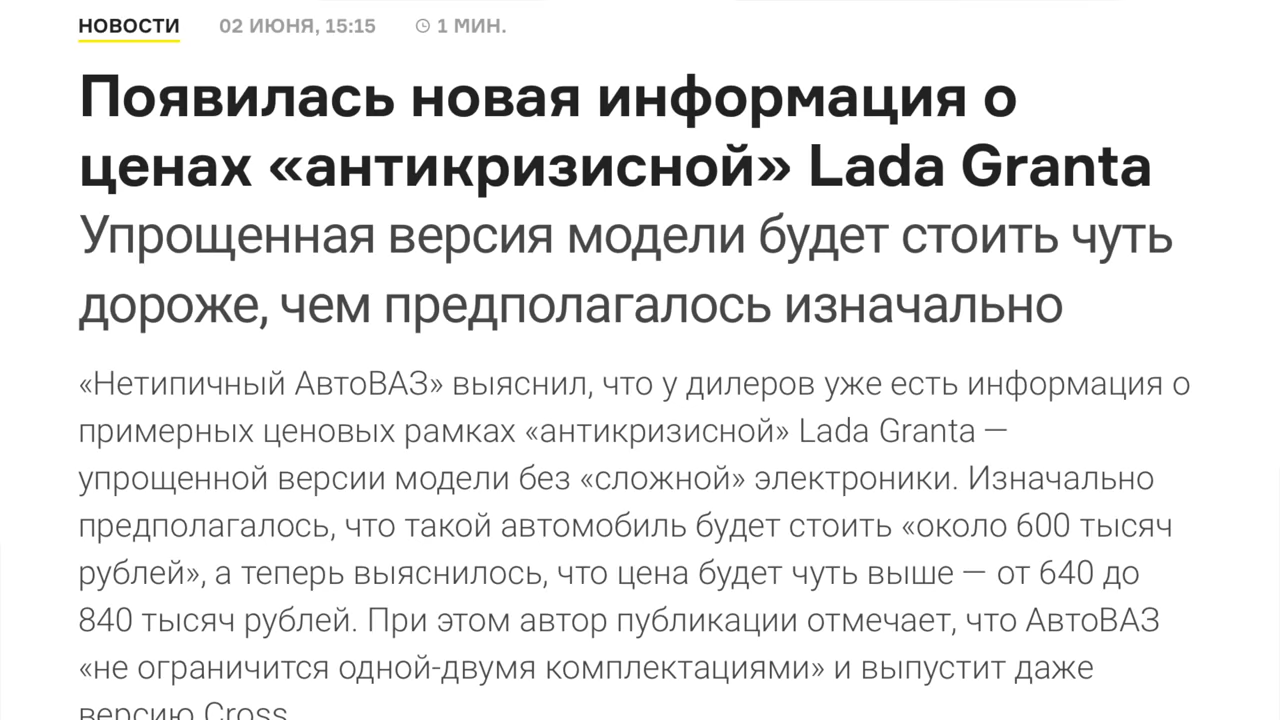 НОВОСТИ 02 ИЮНЯ, 15:15 1 МИН.
Появилась новая информация о
ценах «антикризисной» Lada Granta
Упрощенная версия модели будет стоить чуть
дороже, чем предполагалось изначально
«Нетипичный АвтоВАЗ» выяснил, что у дилеров уже есть информация о
примерных ценовых рамках «антикризисной» Lada Granta —
упрощенной версии модели без «сложной» электроники. Изначально
предполагалось, что такой автомобиль будет стоить «около 600 тысяч
рублей», а теперь выяснилось, что цена будет чуть выше — от 640 до
840 тысяч рублей. При этом автор публикации отмечает, что АвтоВАЗ
«не ограничится одной-двумя комплектациями» и выпустит даже
версию Cross